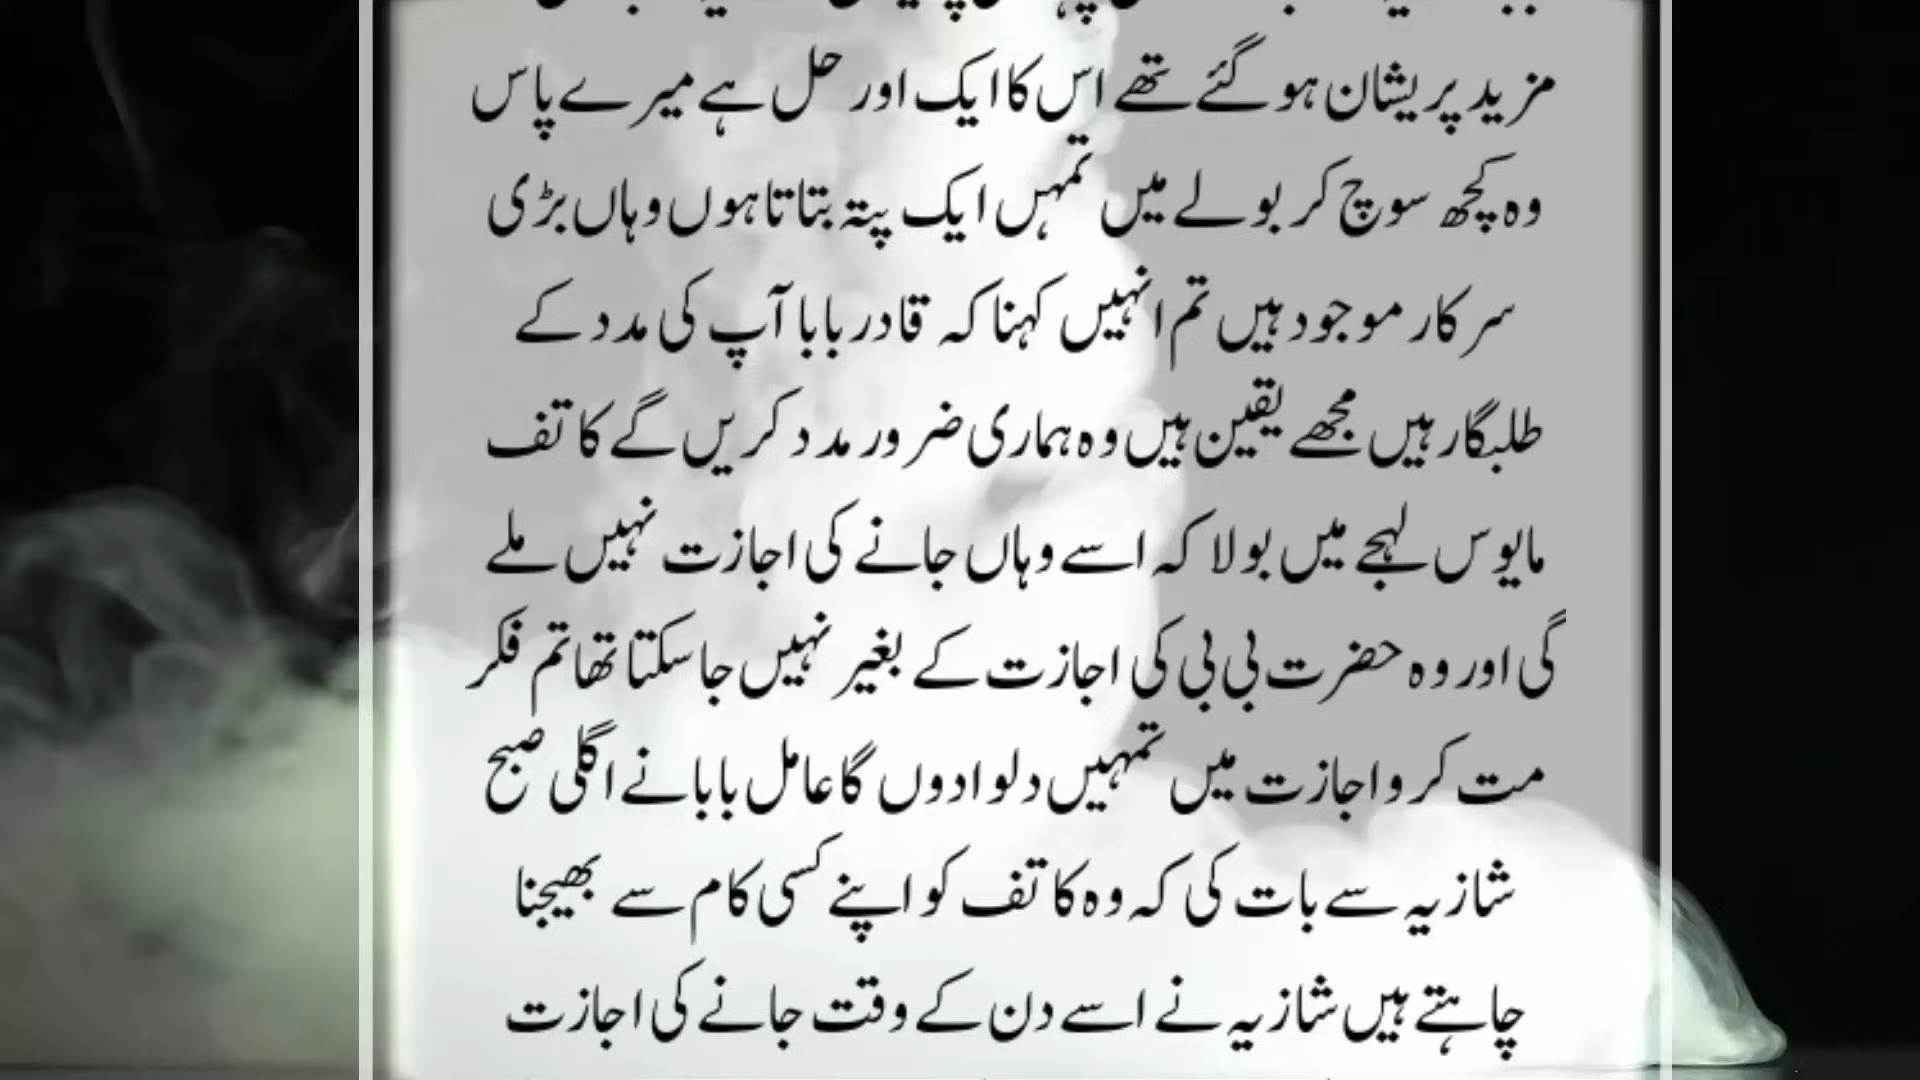 مزید پریشان ہو گئے تھے اس کا ایک اور حل ہے میرے پاس
وہ کچھ سوچ کر بولے میں تمہں ایک پتہ بتاتا ہوں وہاں بڑی
سرکار موجود ہیں تم انہیں کہنا کہ قادر بابا آپ کی مدد کے
طلبگار ہیں مجھے یقین ہیں وہ ہماری ضرور مدد کریں گے کاتف
مایوس لہجے میں بولا کہ اسے وہاں جانے کی اجازت نہیں ملے
گی اور وہ حضرت بی بی کی اجازت کے بغیر نہیں جا سکتا تھا تم فکر
مت کرو اجازت میں تمہیں دلوا دوں گا عامل بابا نے اگلی صبح
شازیہ سے بات کی کہ وہ کاتف کو اپنے کسی کام سے بھیجنا
چاہتے ہیں شازیہ نے اسے دن کے وقت جانے کی اجازت